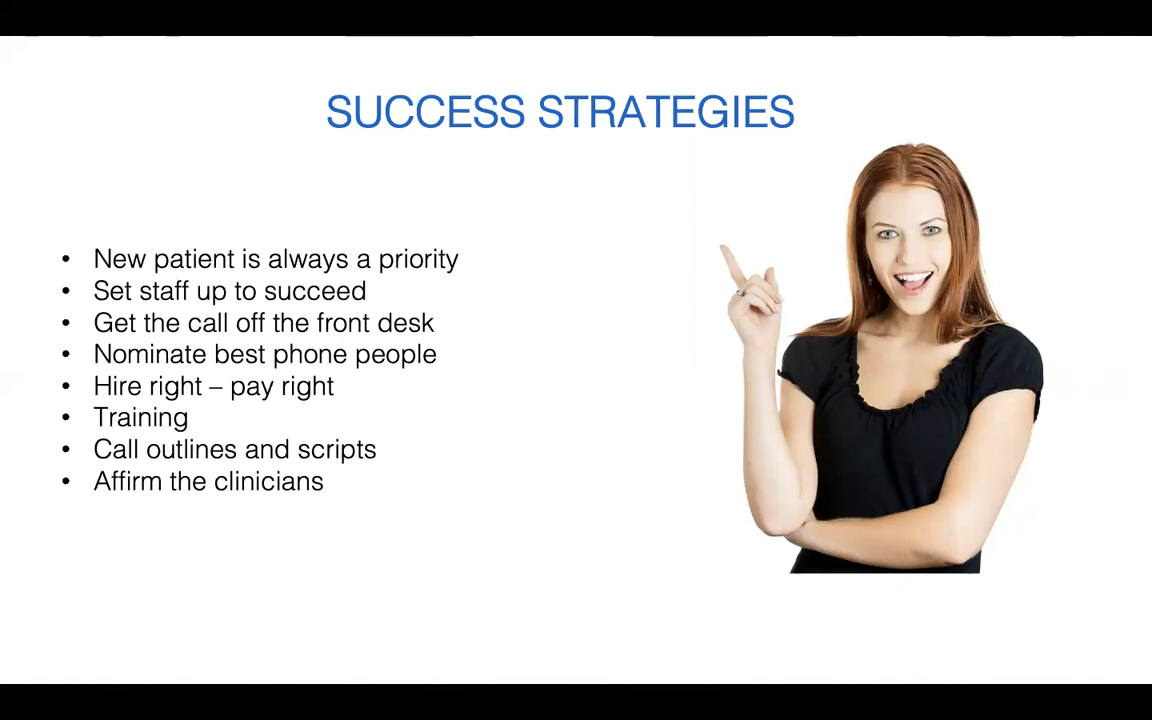 SUCCESS STRATEGIES
• New patient is always a priority
• Set staff up to succeed
• Get the call off the front desk
• Nominate best phone people
• Hire right – pay right
• Training
• Call outlines and scripts
• Affirm the clinicians